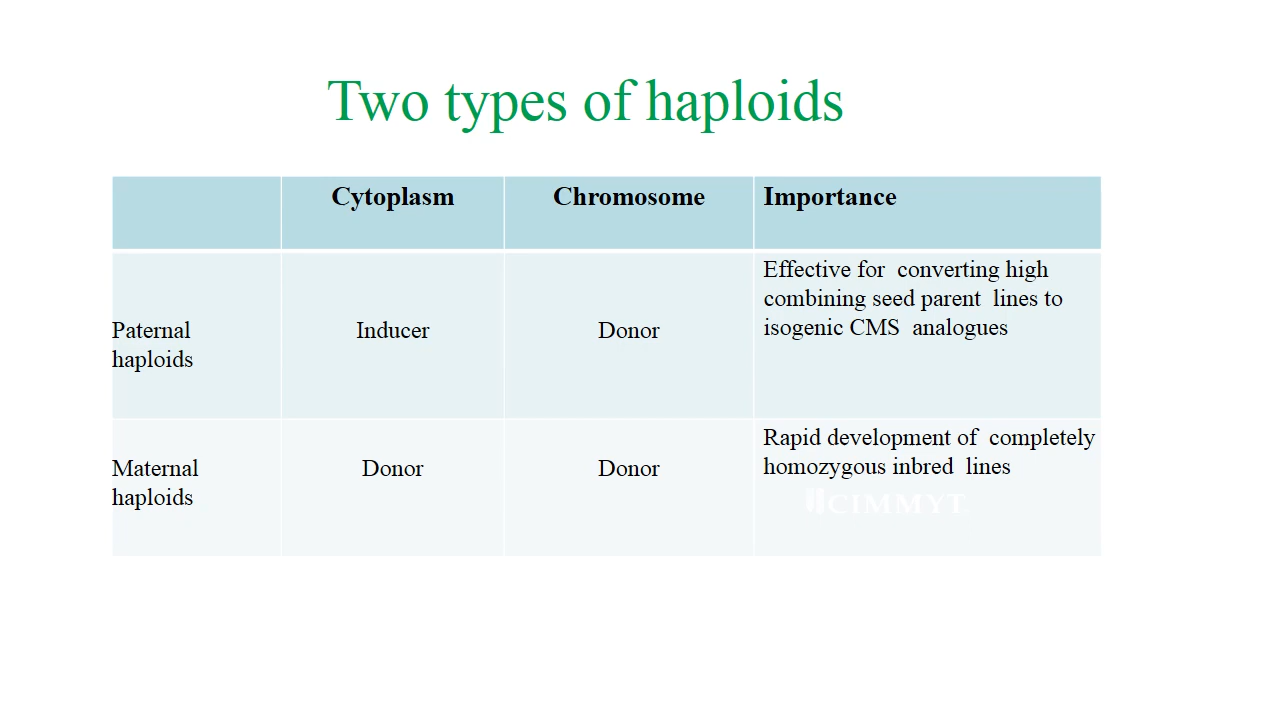 Two types of haploids
Cytoplasm Chromosome Importance
Paternal haploids Inducer Donor Effective for converting high
combining seed parent lines to
isogenic CMS analogues
Maternal haploids Donor Donor Rapid development of completely
homozygous inbred lines
CIMMYT